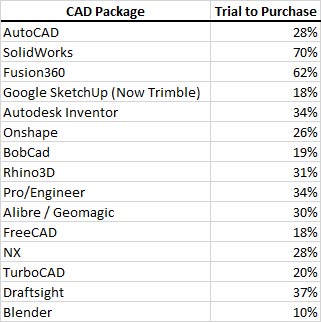 CAD Package Trial to Purchase
AutoCAD 28%
SolidWorks 70%
Fusion360 62%
Google SketchUp (Now Trimble) 18%
Autodesk Inventor 34%
Onshape 26%
BobCad 19%
Rhino3D 31%
Pro/Engineer 34%
Alibre / Geomagic 30%
FreeCAD 18%
NX 28%
TurboCAD 20%
Draftsight 37%
Blender 10%